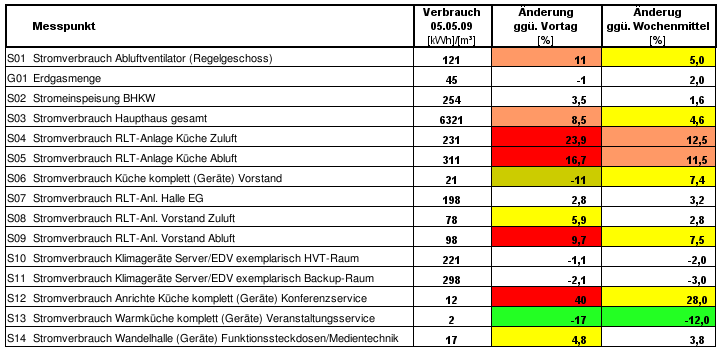 Messpunkt Verbrauch 05.05.09 [kWh]/[m³] Änderung ggü. Vortag [%] Änderug ggü. Wochenmittel [%]
S01 Stromverbrauch Abluftventilator (Regelgeschoss) 121 11 5,0
G01 Erdgasmenge 45 -1 2,0
S02 Stromeinspeisung BHKW 254 3,5 1,6
S03 Stromverbrauch Haupthaus gesamt 6321 8,5 4,6
S04 Stromverbrauch RLT-Anlage Küche Zuluft 231 23,9 12,5
S05 Stromverbrauch RLT-Anlage Küche Abluft 311 16,7 11,5
S06 Stromverbrauch Küche komplett (Geräte) Vorstand 21 -11 7,4
S07 Stromverbrauch RLT-Anl. Halle EG 198 2,8 3,2
S08 Stromverbrauch RLT-Anl. Vorstand Zuluft 78 5,9 2,8
S09 Stromverbrauch RLT-Anl. Vorstand Abluft 98 9,7 7,5
S10 Stromverbrauch Klimageräte Server/EDV exemplarisch HVT-Raum 221 -1,1 -2,0
S11 Stromverbrauch Klimageräte Server/EDV exemplarisch Backup-Raum 298 -2,1 -3,0
S12 Stromverbrauch Anrichte Küche komplett (Geräte) Konferenzservice 12 40 28,0
S13 Stromverbrauch Warmküche komplett (Geräte) Veranstaltungsservice 2 -17 -12,0
S14 Stromverbrauch Wandelhalle (Geräte) Funktionssteckdosen/Medientechnik 17 4,8 3,8